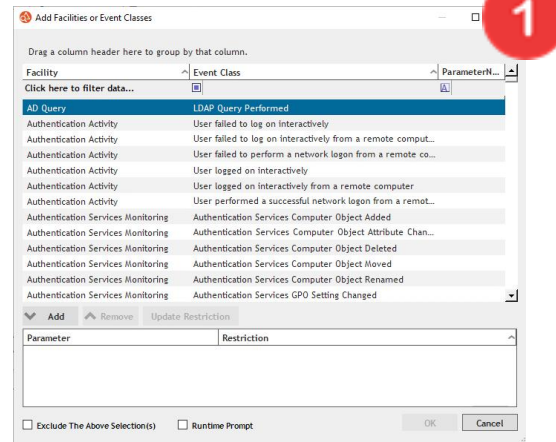 Add Facilities or Event Classes
1
Drag a column header here to group by that column.
Facility Event Class ParameterN...
Click here to filter data... A
AD Query LDAP Query Performed
Authentication Activity User failed to log on interactively
Authentication Activity User failed to log on interactively from a remote comput...
Authentication Activity User failed to perform a network logon from a remote co...
Authentication Activity User logged on interactively
Authentication Activity User logged on interactively from a remote computer
Authentication Activity User performed a successful network logon from a remot...
Authentication Services Monitoring Authentication Services Computer Object Added
Authentication Services Monitoring Authentication Services Computer Object Attribute Chan...
Authentication Services Monitoring Authentication Services Computer Object Deleted
Authentication Services Monitoring Authentication Services Computer Object Moved
Authentication Services Monitoring Authentication Services Computer Object Renamed
Authentication Services Monitoring Authentication Services GPO Setting Changed
Add Remove Update Restriction
Parameter Restriction
Exclude The Above Selection(s) Runtime Prompt OK Cancel